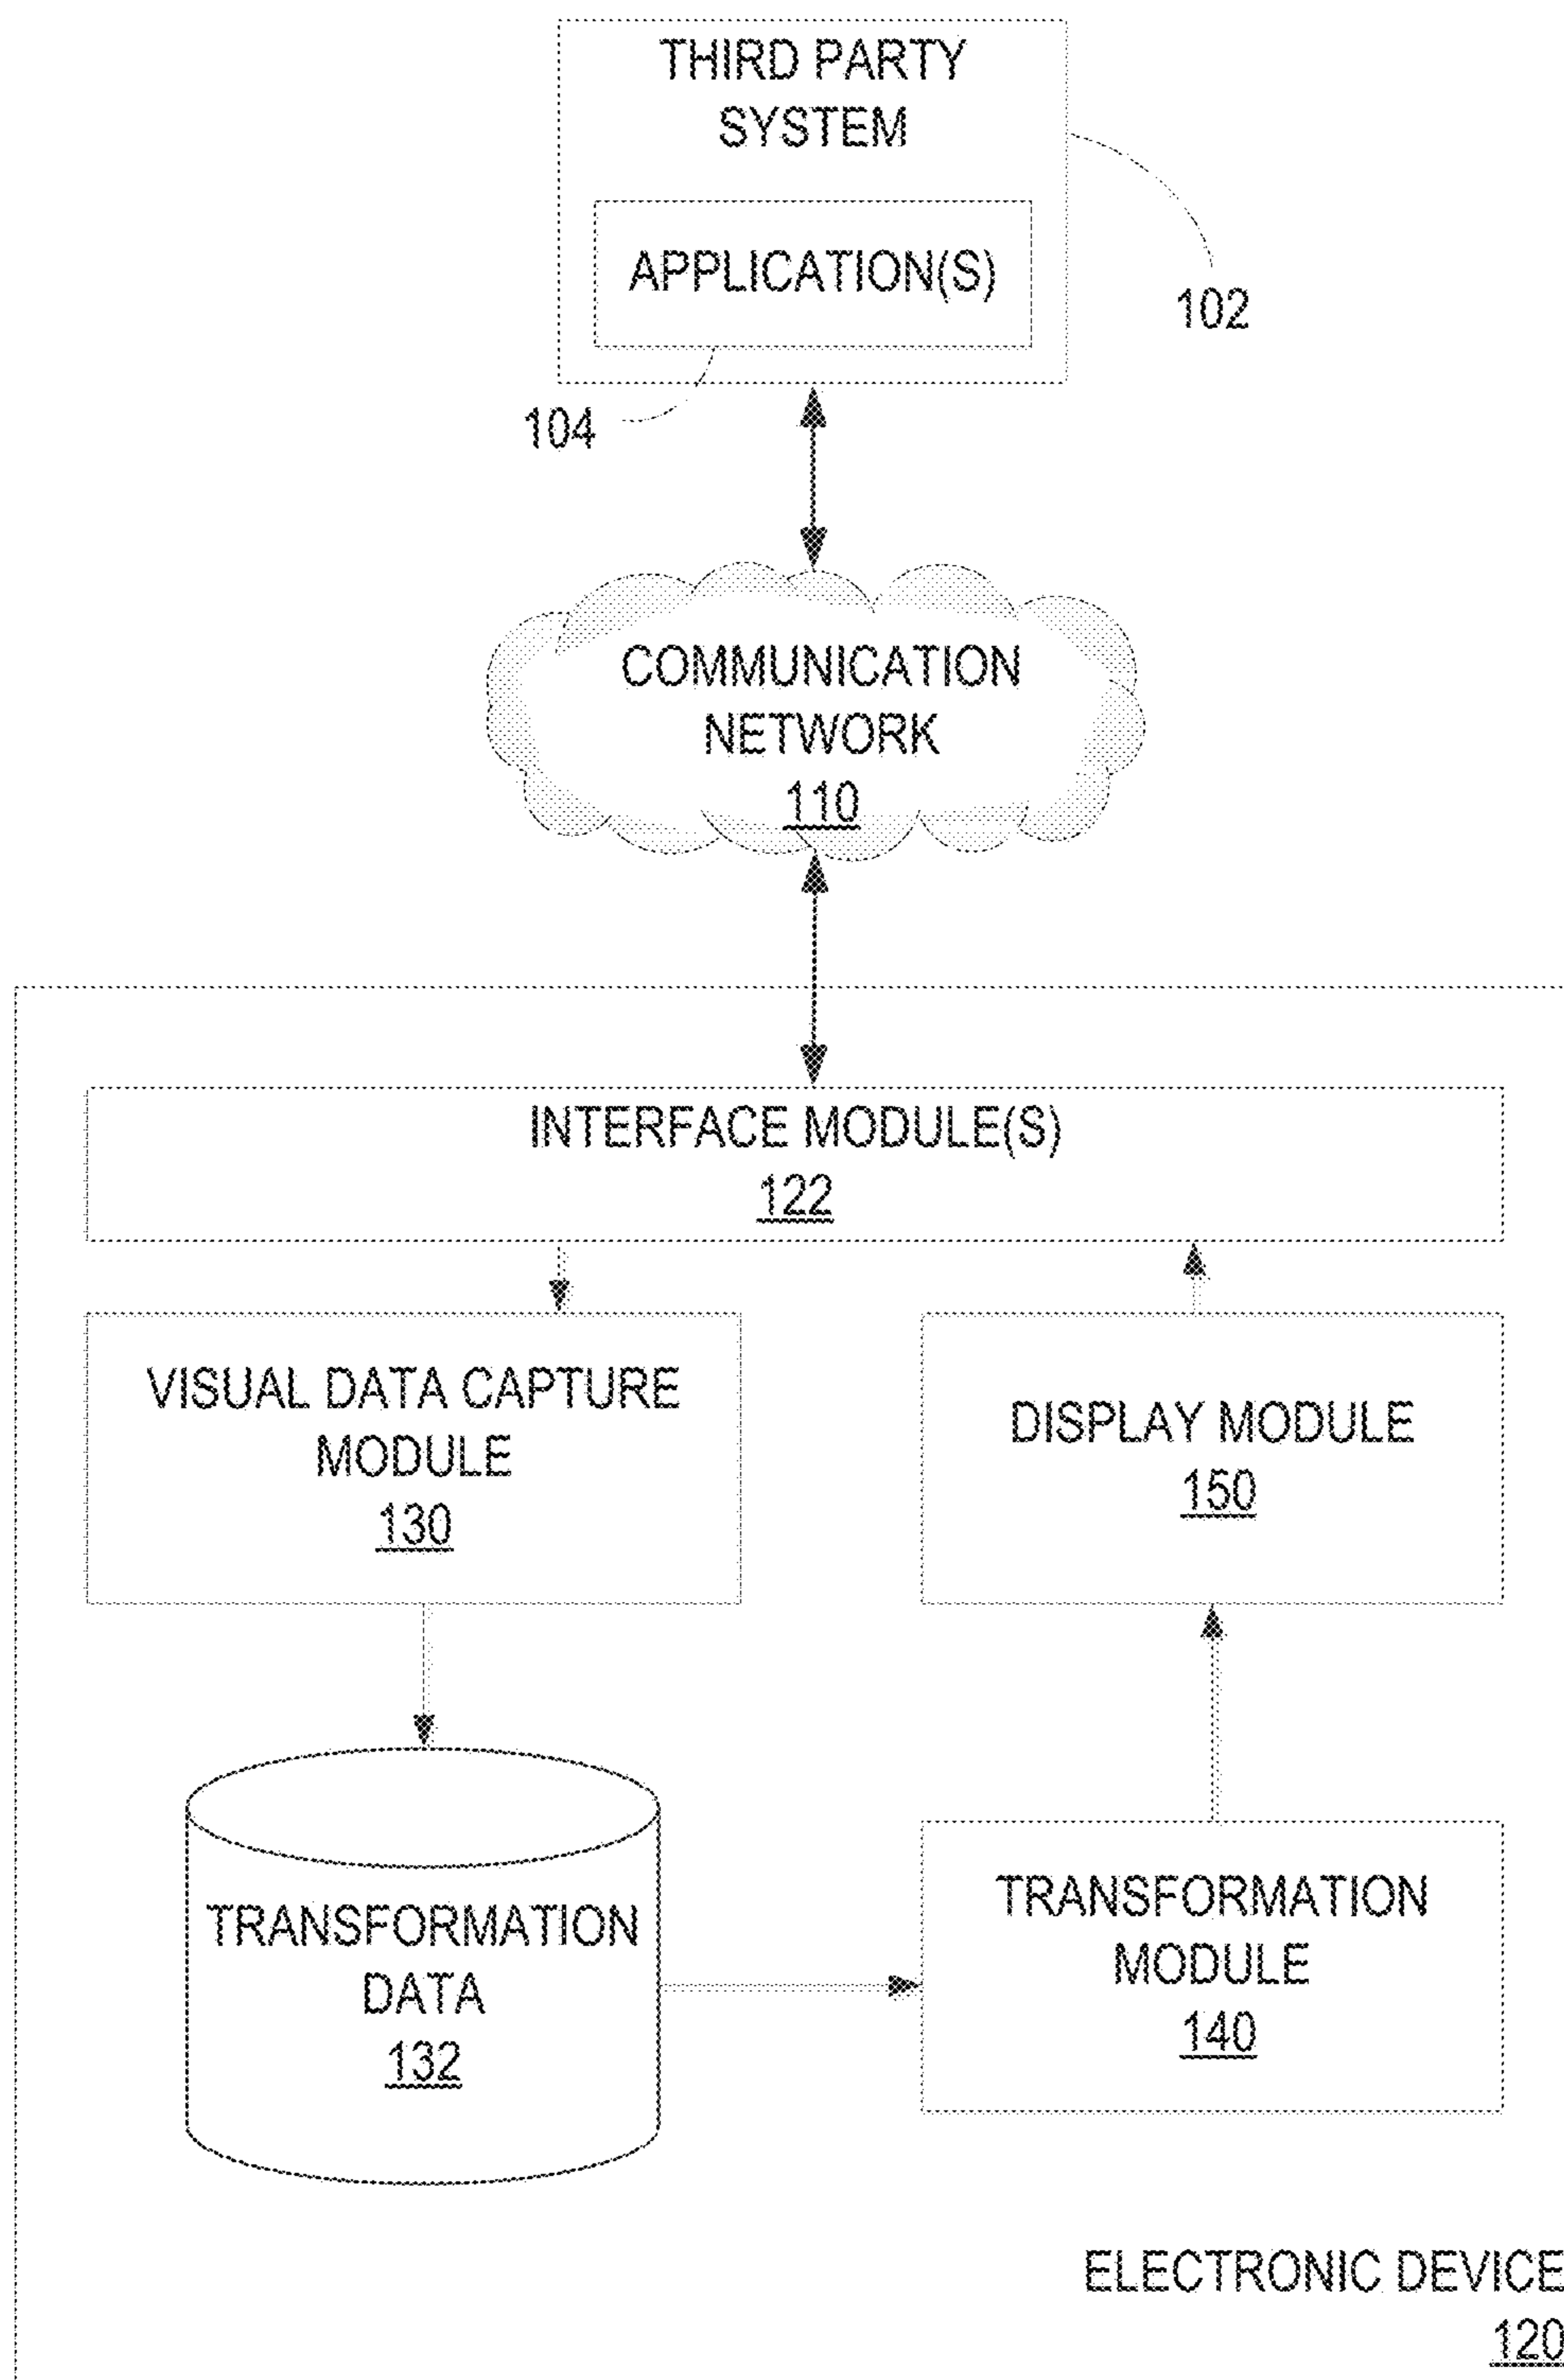 THIRD PARTY
SYSTEM
APPLICATION(S)
102
104
COMMUNICATION
NETWORK
110
INTERFACE MODULE(S)
122
VISUAL DATA CAPTURE
MODULE
130
DISPLAY MODULE
150
TRANSFORMATION
DATA
132
TRANSFORMATION
MODULE
140
ELECTRONIC DEVICE
120